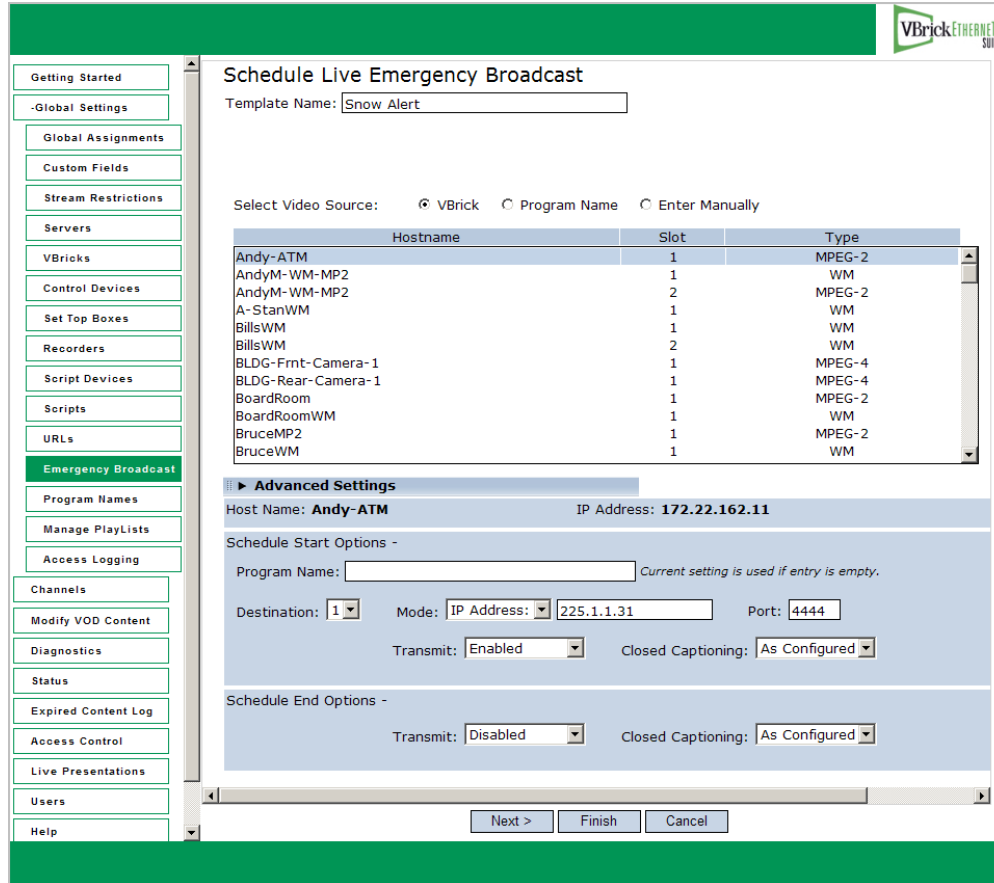 VBrick ETHERNET
SUI
Getting Started
-Global Settings
Global Assignments
Custom Fields
Stream Restrictions
Servers
VBricks
Control Devices
Set Top Boxes
Recorders
Script Devices
Scripts
URLs
Emergency Broadcast
Program Names
Manage PlayLists
Access Logging
Channels
Modify VOD Content
Diagnostics
Status
Expired Content Log
Access Control
Live Presentations
Users
Help
Schedule Live Emergency Broadcast
Template Name: Snow Alert
Select Video Source: VBrick Program Name Enter Manually
Hostname Slot Type
Andy-ATM 1 MPEG-2
AndyM-WM-MP2 1 WM
AndyM-WM-MP2 2 MPEG-2
A-StanWM 1 WM
BillsWM 1 WM
BillsWM 2 WM
BLDG-Frnt-Camera-1 1 MPEG-4
BLDG-Rear-Camera-1 1 MPEG-4
BoardRoom 1 MPEG-2
BoardRoomWM 1 WM
BruceMP2 1 MPEG-2
BruceWM 1 WM
Advanced Settings
Host Name: Andy-ATM IP Address: 172.22.162.11
Schedule Start Options -
Program Name: Current setting is used if entry is empty.
Destination: 1 Mode: IP Address: 225.1.1.31 Port: 4444
Transmit: Enabled Closed Captioning: As Configured
Schedule End Options -
Transmit: Disabled Closed Captioning: As Configured
Next > Finish Cancel